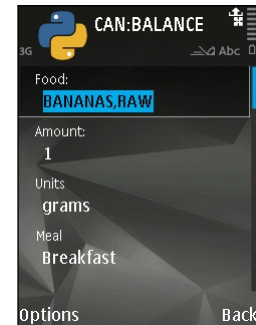 CAN:BALANCE
3G
Abc
Food:
BANANAS,RAW
Amount:
1
Units
grams
Meal
Breakfast
Options Back